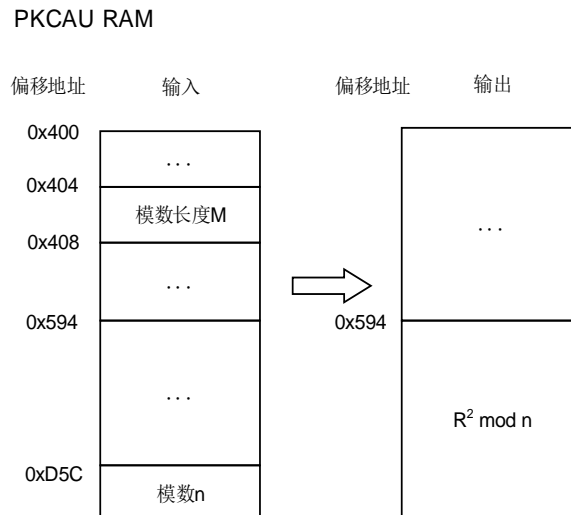 PKCAU RAM
偏移地址 输入 偏移地址 输出
0x400
...
0x404
模数长度M
0x408
...
...
0x594
0x594
...
R² mod n
0xD5C
模数n